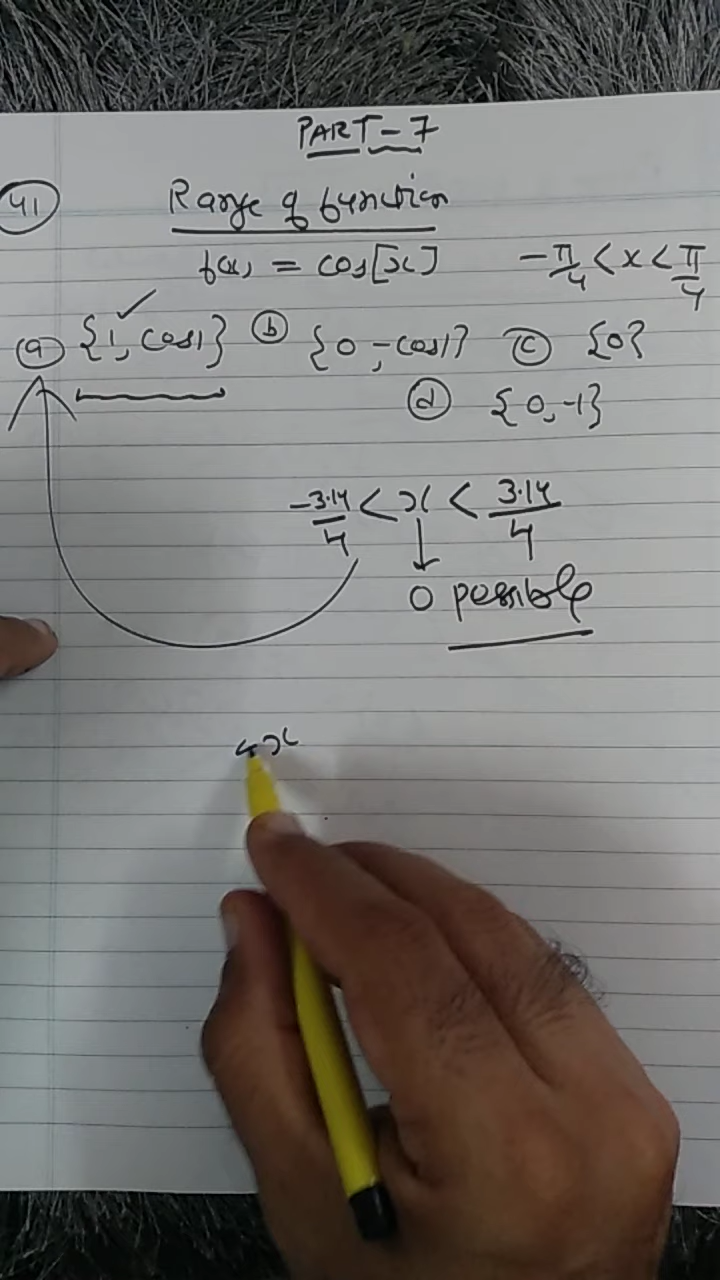 PART-7
41
Range of function
f(x) = cos[x] -π/4 < x < π/4
(a) {1, cos1} ✓ (b) {0, -cos1} (c) {0}
(d) {0, -1}
-3.14/4 < x < 3.14/4
0 possible
x